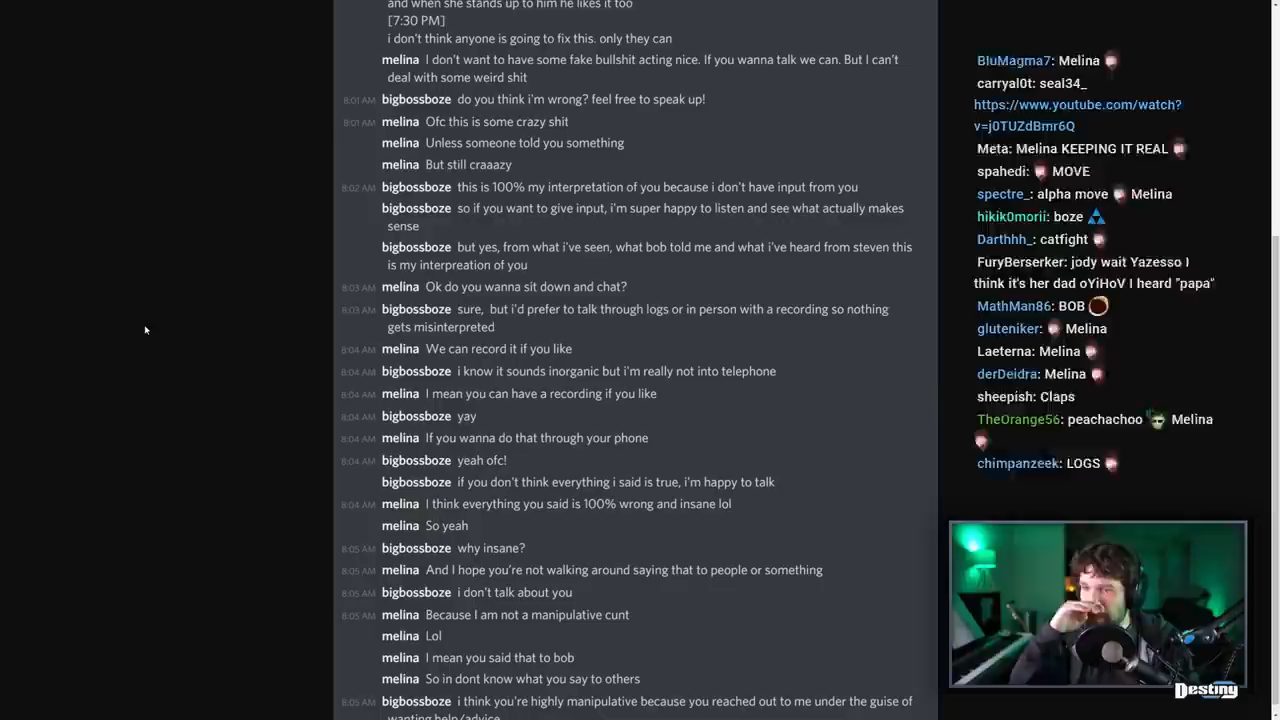 and when she stands up to him he likes it too
[7:30 PM]
i don't think anyone is going to fix this. only they can
melina I don't want to have some fake bullshit acting nice. If you wanna talk we can. But I can't
deal with some weird shit
8:01 AM bigbossboze do you think i'm wrong? feel free to speak up!
8:01 AM melina Ofc this is some crazy shit
melina Unless someone told you something
melina But still craaazy
8:02 AM bigbossboze this is 100% my interpretation of you because i don't have input from you
bigbossboze so if you want to give input, i'm super happy to listen and see what actually makes
sense
bigbossboze but yes, from what i've seen, what bob told me and what i've heard from steven this
is my interpreation of you
8:03 AM melina Ok do you wanna sit down and chat?
8:03 AM bigbossboze sure, but i'd prefer to talk through logs or in person with a recording so nothing
gets misinterpreted
8:04 AM melina We can record it if you like
8:04 AM bigbossboze i know it sounds inorganic but i'm really not into telephone
8:04 AM melina I mean you can have a recording if you like
8:04 AM bigbossboze yay
8:04 AM melina If you wanna do that through your phone
8:04 AM bigbossboze yeah ofc!
bigbossboze if you don't think everything i said is true, i'm happy to talk
8:04 AM melina I think everything you said is 100% wrong and insane lol
melina So yeah
8:05 AM bigbossboze why insane?
8:05 AM melina And I hope you're not walking around saying that to people or something
8:05 AM bigbossboze i don't talk about you
8:05 AM melina Because I am not a manipulative cunt
melina Lol
melina I mean you said that to bob
melina So in dont know what you say to others
8:05 AM bigbossboze i think you're highly manipulative because you reached out to me under the guise of
wanting help/advice
BluMagma7: Melina
carryal0t: seal34_
https://www.youtube.com/watch?
v=j0TUZdBmr6Q
Meta: Melina KEEPING IT REAL
spahedi: MOVE
spectre_: alpha move Melina
hikik0morii: boze
Darthhh_: catfight
FuryBerserker: jody wait Yazesso I
think it's her dad oYiHoV I heard "papa"
MathMan86: BOB
gluteniker: Melina
Laeterna: Melina
derDeidra: Melina
sheepish: Claps
TheOrange56: peachachoo Melina
chimpanzeek: LOGS
Destiny